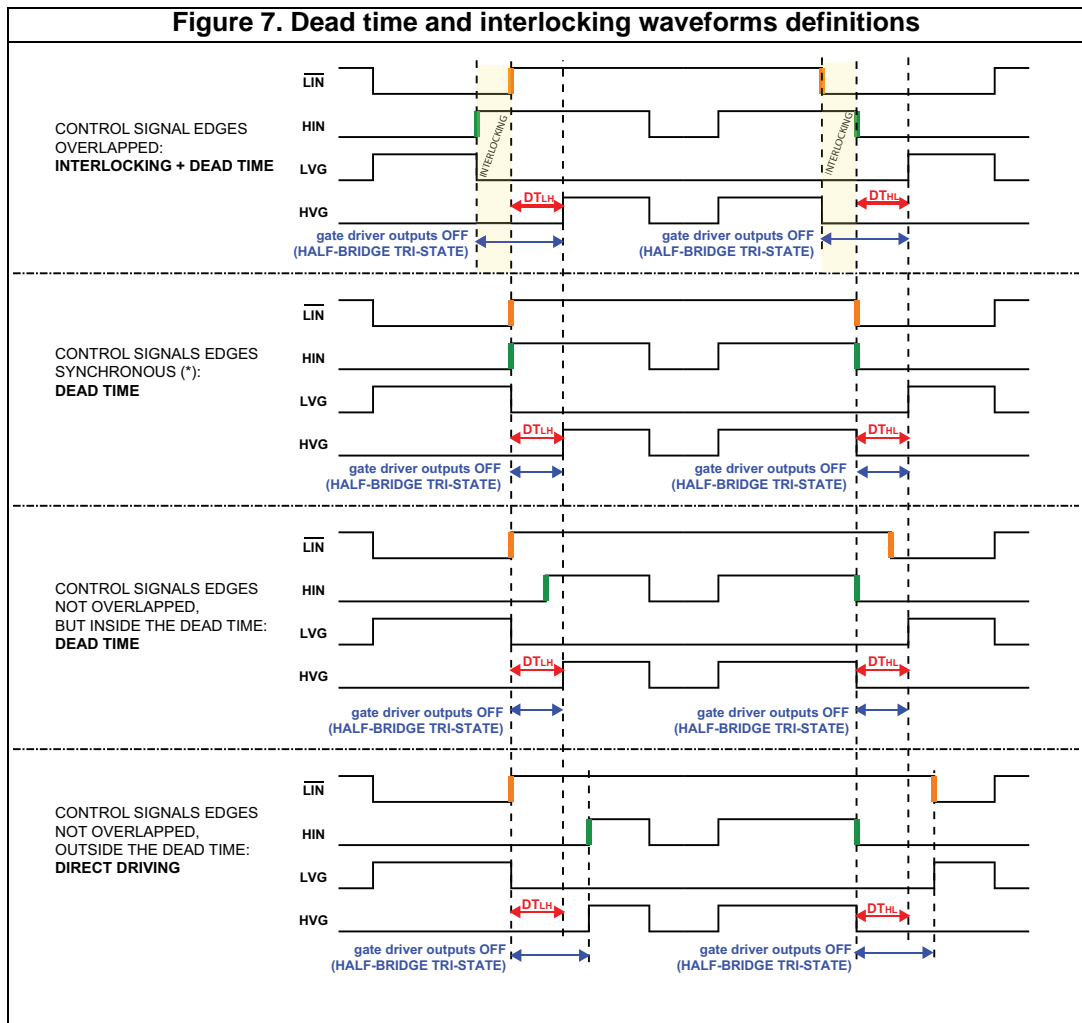 Figure 7. Dead time and interlocking waveforms definitions
LIN
HIN
LVG
HVG
CONTROL SIGNAL EDGES
OVERLAPPED:
INTERLOCKING + DEAD TIME
INTERLOCKING
INTERLOCKING
DTLH
DTHL
gate driver outputs OFF
(HALF-BRIDGE TRI-STATE)
gate driver outputs OFF
(HALF-BRIDGE TRI-STATE)
LIN
HIN
LVG
HVG
CONTROL SIGNALS EDGES
SYNCHRONOUS (*):
DEAD TIME
DTLH
DTHL
gate driver outputs OFF
(HALF-BRIDGE TRI-STATE)
gate driver outputs OFF
(HALF-BRIDGE TRI-STATE)
LIN
HIN
LVG
HVG
CONTROL SIGNALS EDGES
NOT OVERLAPPED,
BUT INSIDE THE DEAD TIME:
DEAD TIME
DTLH
DTHL
gate driver outputs OFF
(HALF-BRIDGE TRI-STATE)
gate driver outputs OFF
(HALF-BRIDGE TRI-STATE)
LIN
HIN
LVG
HVG
CONTROL SIGNALS EDGES
NOT OVERLAPPED,
OUTSIDE THE DEAD TIME:
DIRECT DRIVING
DTLH
DTHL
gate driver outputs OFF
(HALF-BRIDGE TRI-STATE)
gate driver outputs OFF
(HALF-BRIDGE TRI-STATE)